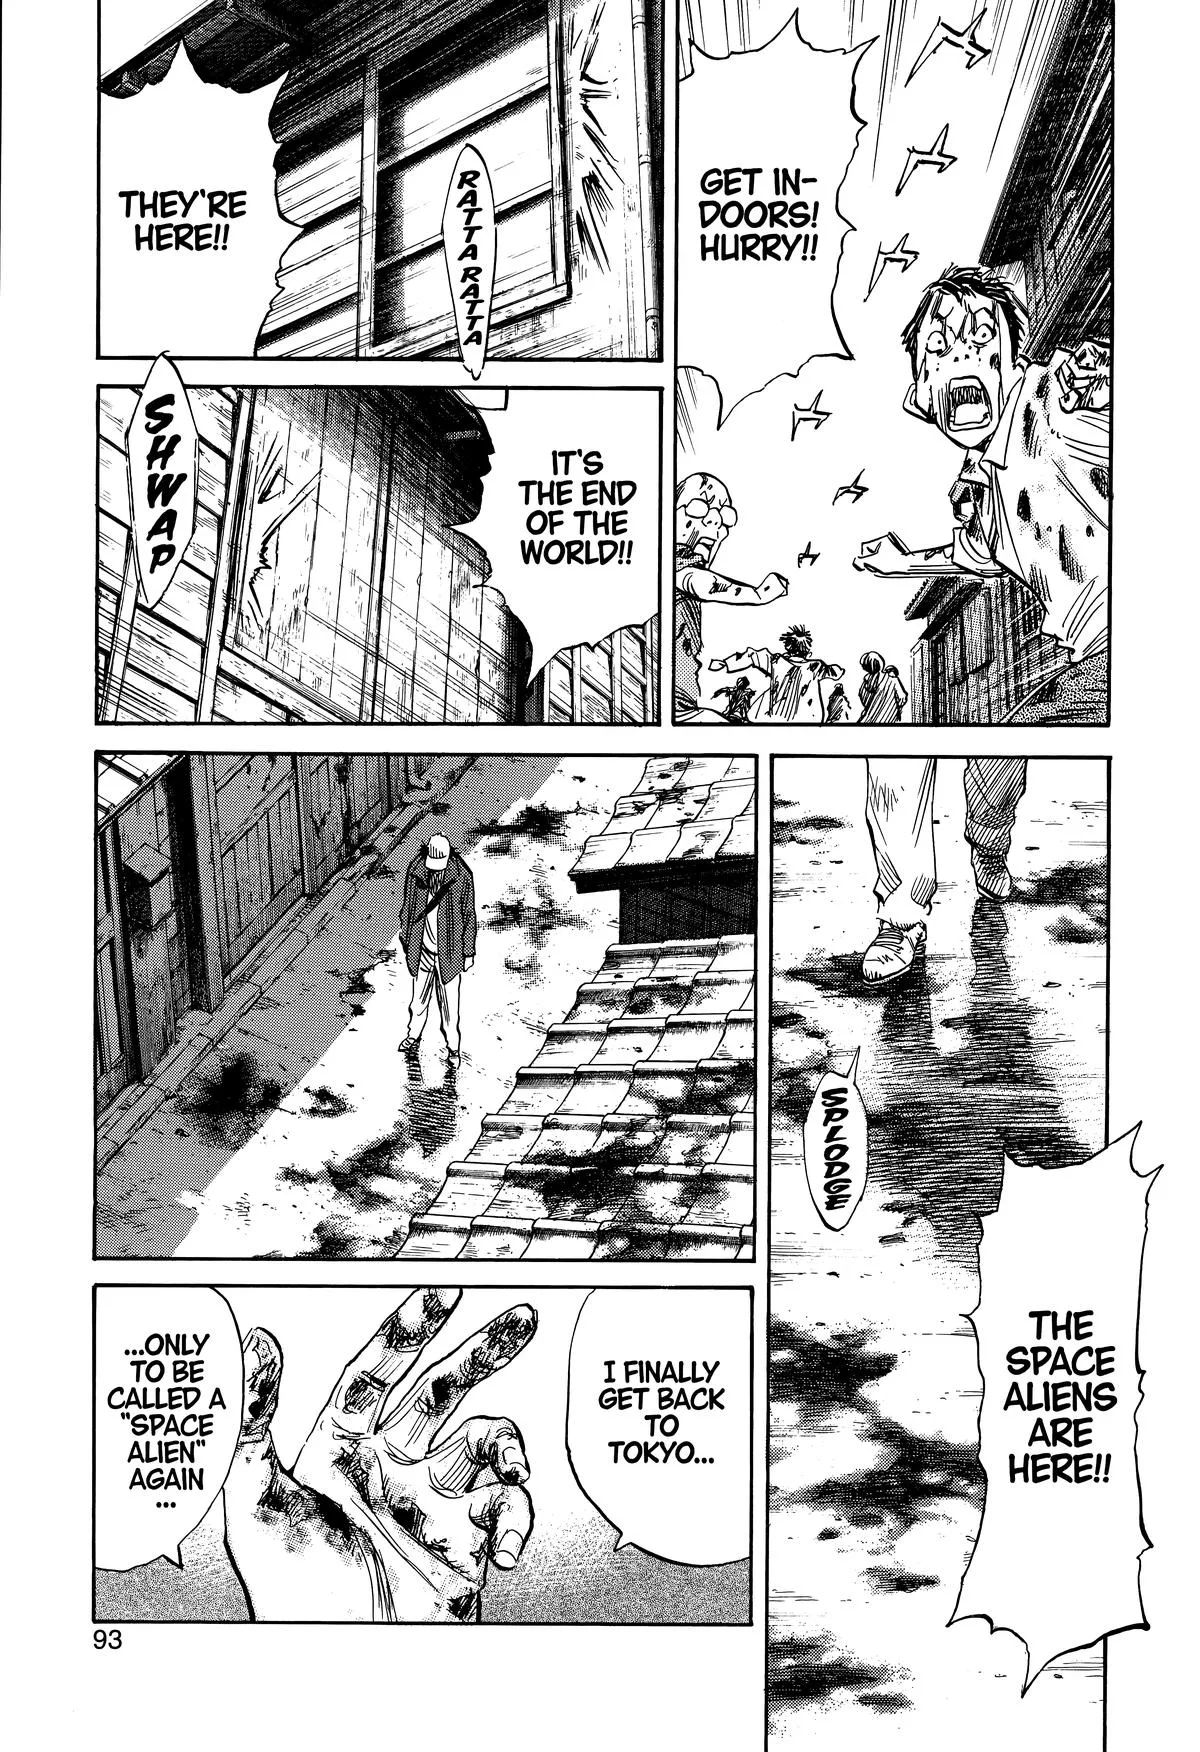 GET IN-
DOORS!
HURRY!!
THEY'RE
HERE!!
RATTA RATTA
IT'S
THE END
OF THE
WORLD!!
SHWAP
SPLODGE
THE
SPACE
ALIENS
ARE
HERE!!
I FINALLY
GET BACK
TO
TOKYO...
...ONLY
TO BE
CALLED A
"SPACE
ALIEN"
AGAIN
...
93